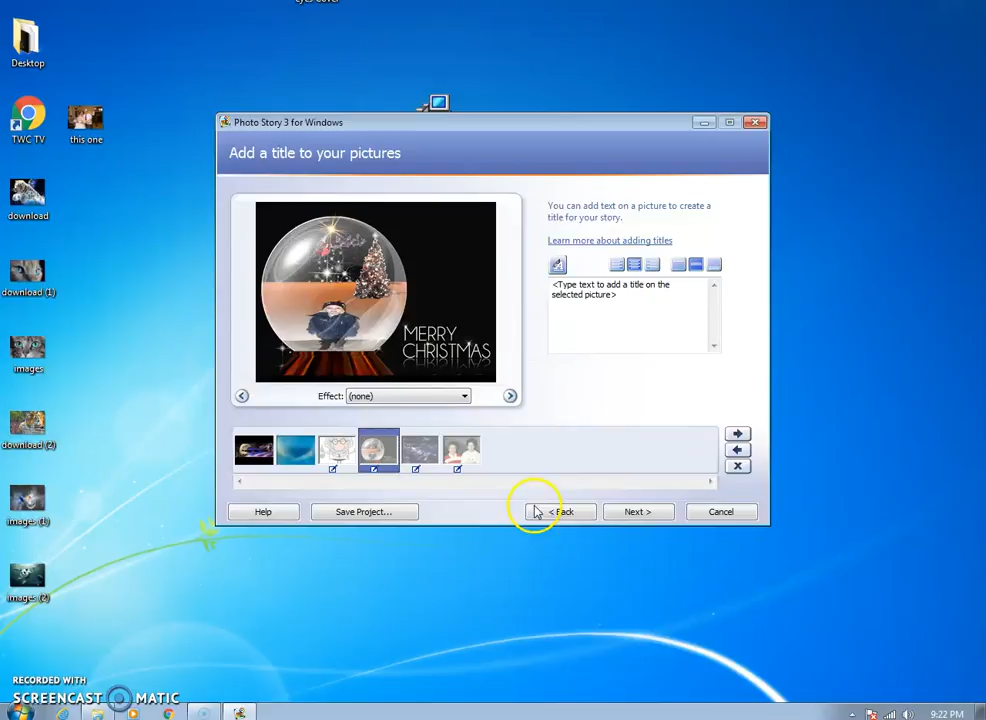 eyes cover
Desktop
TWC TV
this one
download
download (1)
images
download (2)
images (1)
images (2)
Photo Story 3 for Windows
Add a title to your pictures
MERRY
CHRISTMAS
Effect: (none)
You can add text on a picture to create a
title for your story.
Learn more about adding titles
<Type text to add a title on the
selected picture>
Help
Save Project...
< Back
Next >
Cancel
RECORDED WITH
SCREENCAST MATIC
9:22 PM